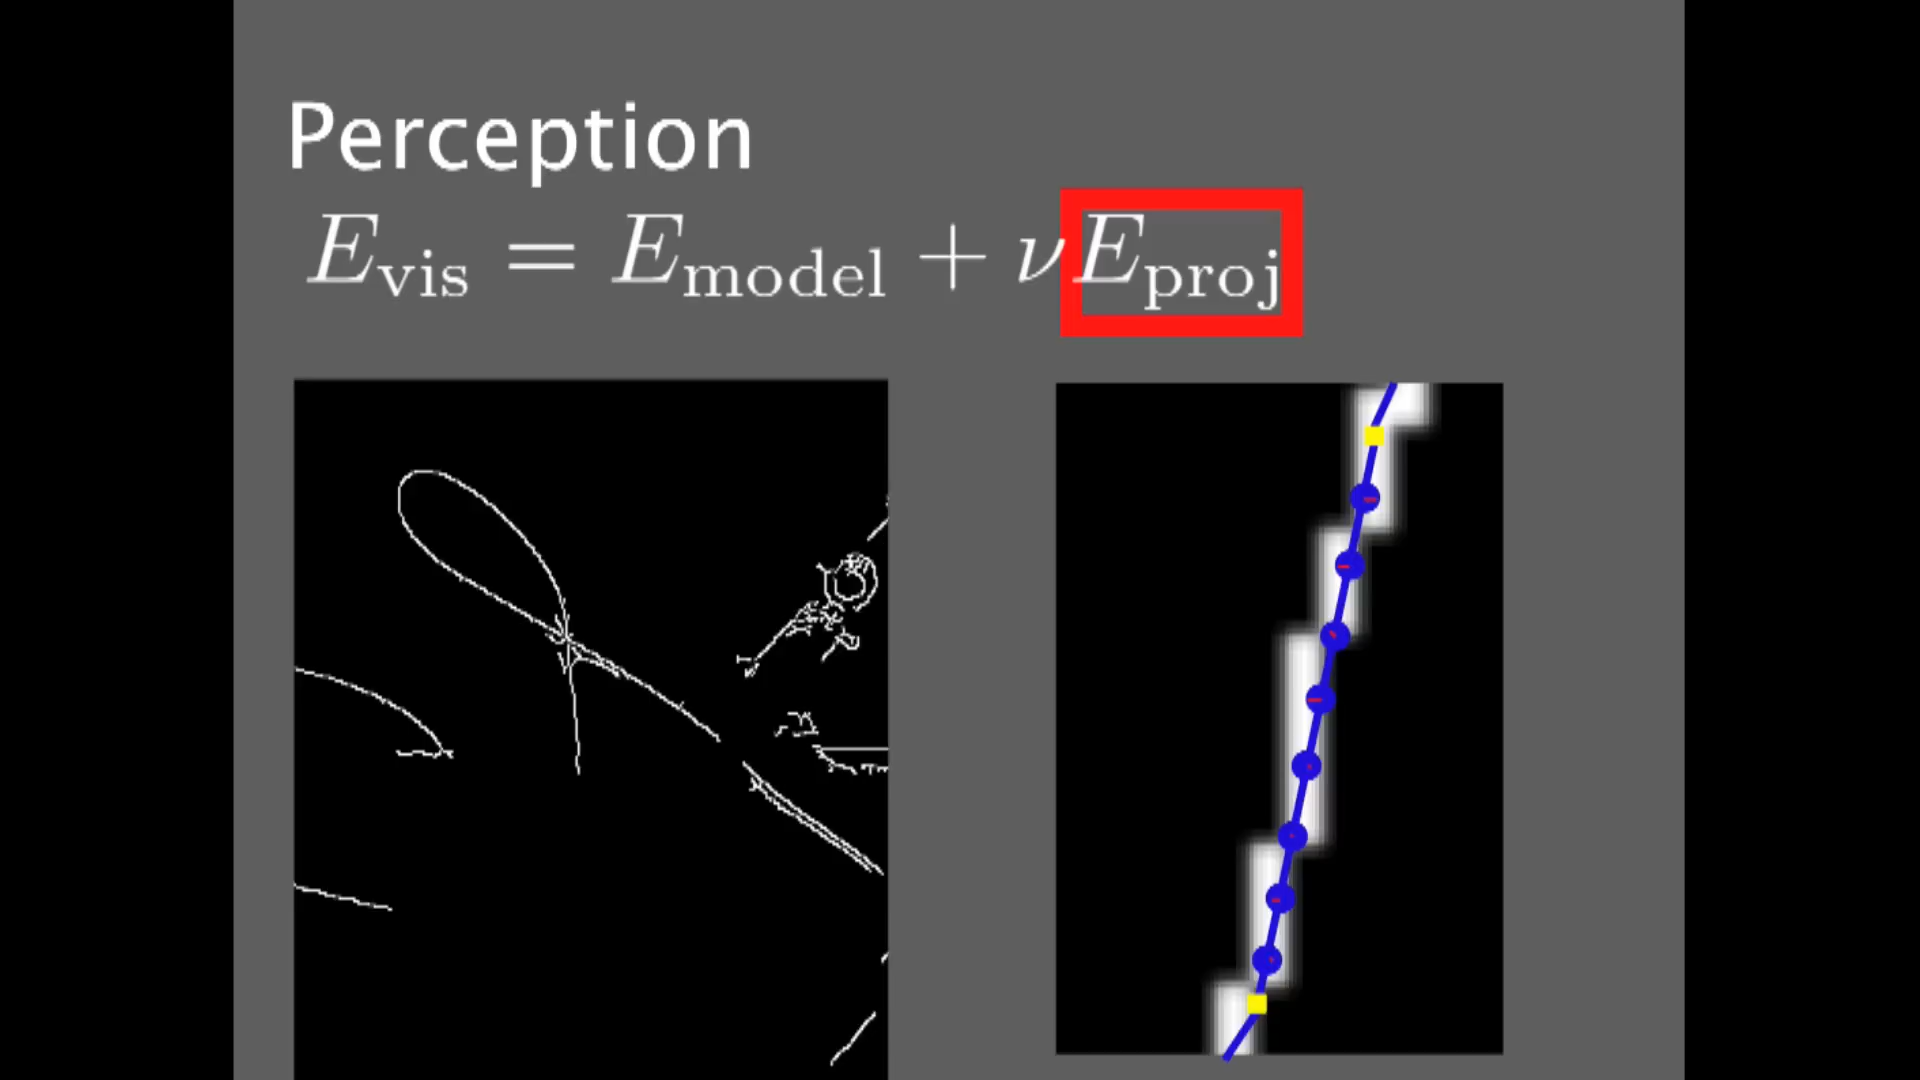 Perception
E_vis = E_model + νE_proj